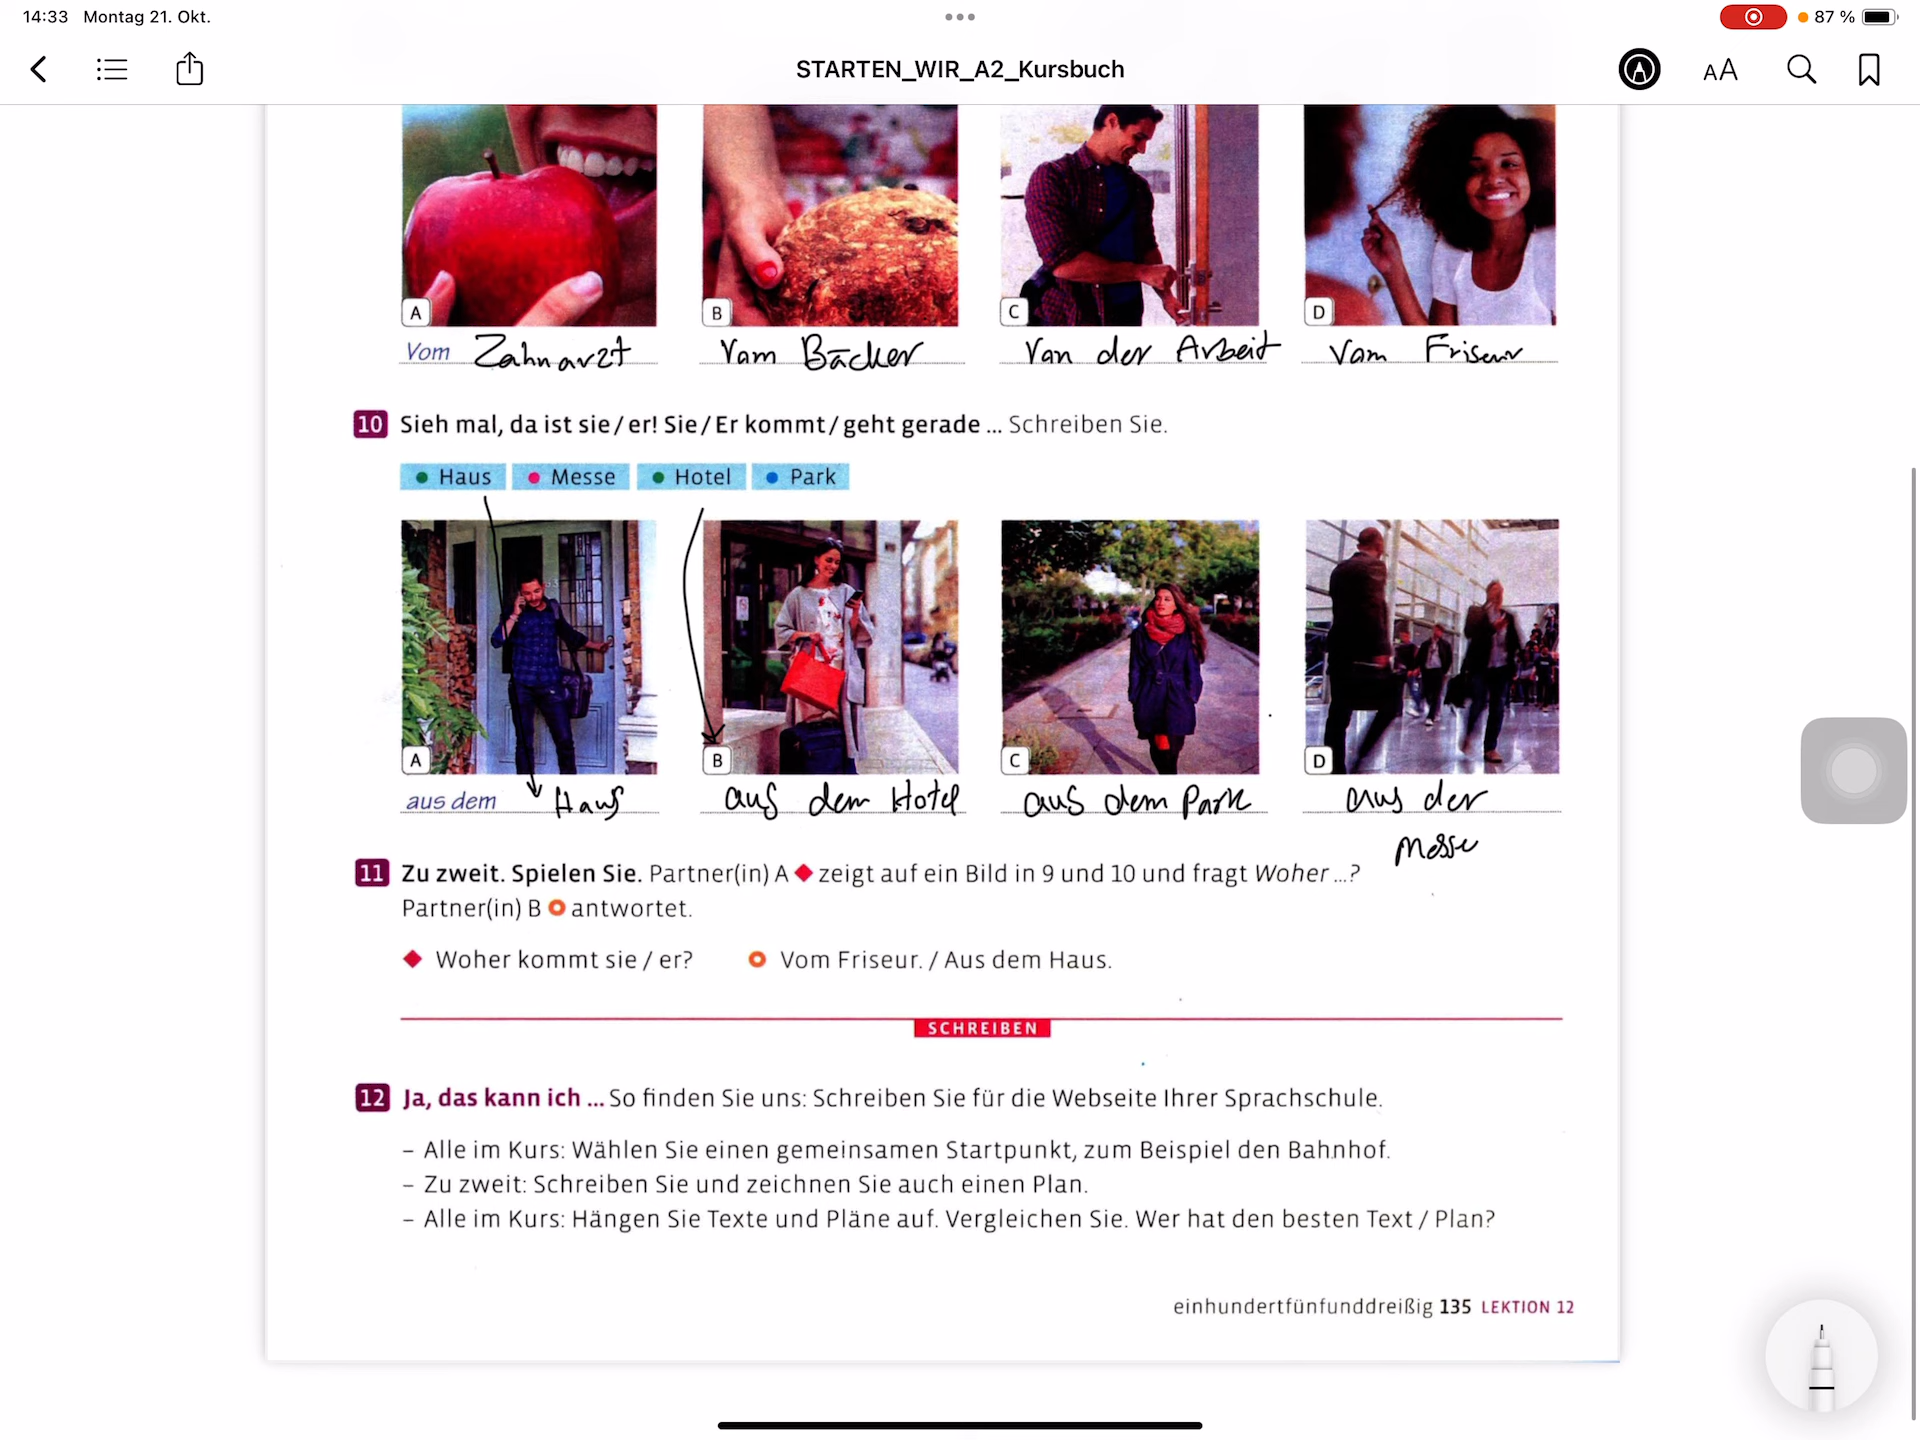 14:33 Montag 21. Okt.
87 %
STARTEN_WIR_A2_Kursbuch
AA
A
B
C
D
Vom Zahnarzt
Vom Bäcker
Von der Arbeit
Vom Friseur
10 Sieh mal, da ist sie / er! Sie / Er kommt / geht gerade ... Schreiben Sie.
Haus
Messe
Hotel
Park
A
B
C
D
aus dem Haus
aus dem Hotel
aus dem Park
aus der
Messe
11 Zu zweit. Spielen Sie. Partner(in) A zeigt auf ein Bild in 9 und 10 und fragt Woher ...?
Partner(in) B antwortet.
Woher kommt sie / er?
Vom Friseur. / Aus dem Haus.
SCHREIBEN
12 Ja, das kann ich ... So finden Sie uns: Schreiben Sie für die Webseite Ihrer Sprachschule.
– Alle im Kurs: Wählen Sie einen gemeinsamen Startpunkt, zum Beispiel den Bahnhof.
– Zu zweit: Schreiben Sie und zeichnen Sie auch einen Plan.
– Alle im Kurs: Hängen Sie Texte und Pläne auf. Vergleichen Sie. Wer hat den besten Text / Plan?
einhundertfünfunddreißig 135 LEKTION 12